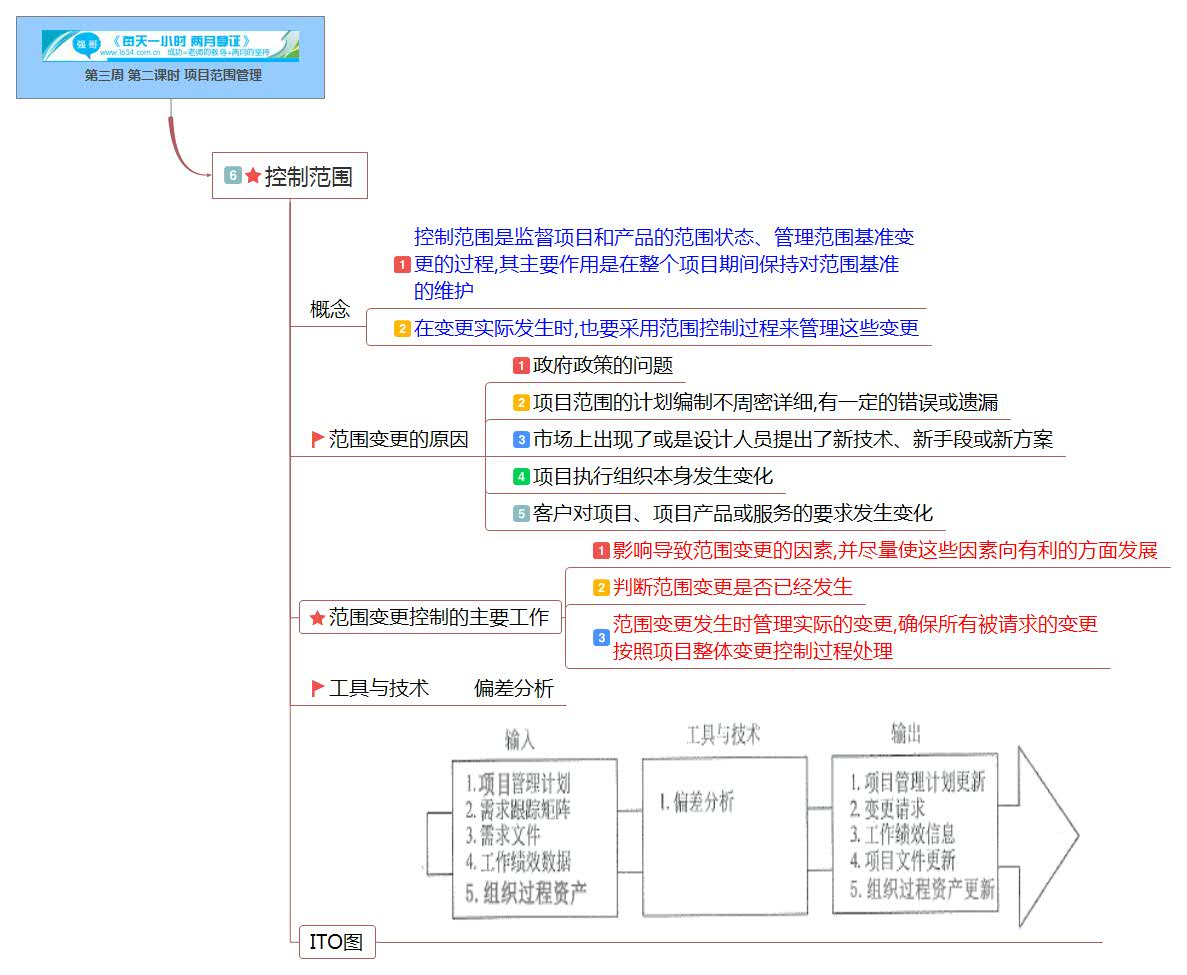 强哥
《每天一小时 两月拿证》
www.1634.com.cn 成功=老师的教导+两月的坚持
第三周 第二课时 项目范围管理
6 控制范围
概念
1 控制范围是监督项目和产品的范围状态、管理范围基准变
更的过程,其主要作用是在整个项目期间保持对范围基准
的维护
2 在变更实际发生时,也要采用范围控制过程来管理这些变更
范围变更的原因
1 政府政策的问题
2 项目范围的计划编制不周密详细,有一定的错误或遗漏
3 市场上出现了或是设计人员提出了新技术、新手段或新方案
4 项目执行组织本身发生变化
5 客户对项目、项目产品或服务的要求发生变化
范围变更控制的主要工作
1 影响导致范围变更的因素,并尽量使这些因素向有利的方面发展
2 判断范围变更是否已经发生
3 范围变更发生时管理实际的变更,确保所有被请求的变更
按照项目整体变更控制过程处理
工具与技术 偏差分析
ITO图
输入
1.项目管理计划
2.需求跟踪矩阵
3.需求文件
4.工作绩效数据
5.组织过程资产
工具与技术
1.偏差分析
输出
1.项目管理计划更新
2.变更请求
3.工作绩效信息
4.项目文件更新
5.组织过程资产更新